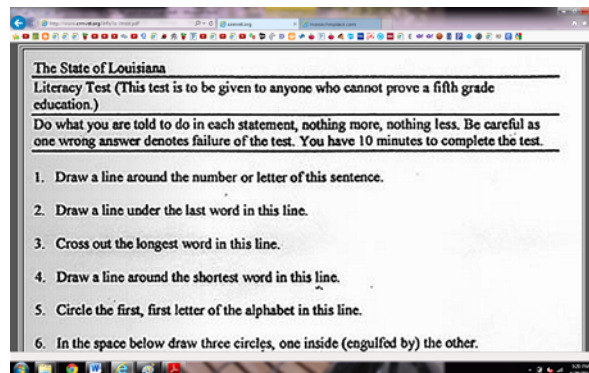 The State of Louisiana
Literacy Test (This test is to be given to anyone who cannot prove a fifth grade
education.)
Do what you are told to do in each statement, nothing more, nothing less. Be careful as
one wrong answer denotes failure of the test. You have 10 minutes to complete the test.
1. Draw a line around the number or letter of this sentence.
2. Draw a line under the last word in this line.
3. Cross out the longest word in this line.
4. Draw a line around the shortest word in this line.
5. Circle the first, first letter of the alphabet in this line.
6. In the space below draw three circles, one inside (engulfed by) the other.